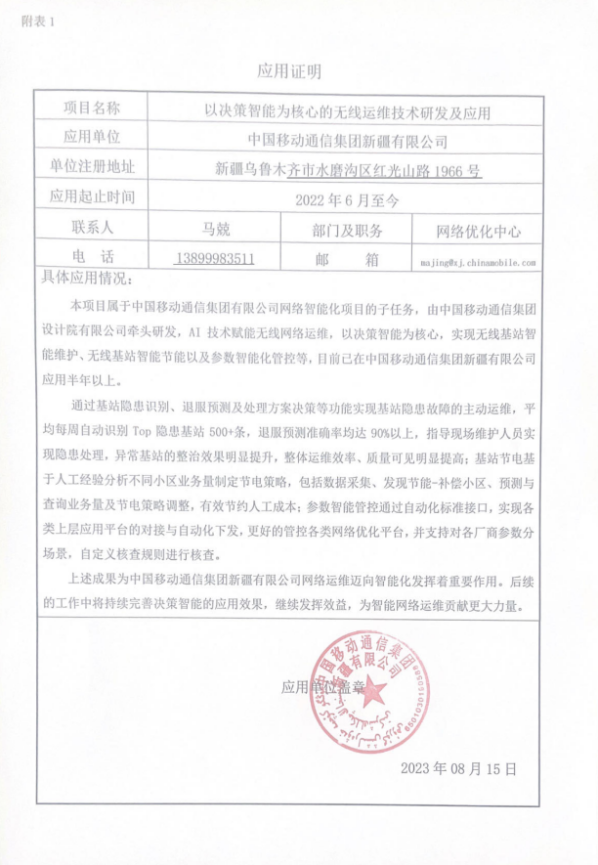 附表 1
应用证明
项目名称 以决策智能为核心的无线运维技术研发及应用
应用单位 中国移动通信集团新疆有限公司
单位注册地址 新疆乌鲁木齐市水磨沟区红光山路 1966 号
应用起止时间 2022 年 6 月至今
联系人 马兢 部门及职务 网络优化中心
电 话 13899983511 邮 箱 majing@xj.chinamobile.com
具体应用情况：
本项目属于中国移动通信集团有限公司网络智能化项目的子任务，由中国移动通信集团
设计院有限公司牵头研发，AI 技术赋能无线网络运维，以决策智能为核心，实现无线基站智
能维护、无线基站智能节能以及参数智能化管控等，目前已在中国移动通信集团新疆有限公司
应用半年以上。
通过基站隐患识别、退服预测及处理方案决策等功能实现基站隐患故障的主动运维，平
均每周自动识别 Top 隐患基站 500+条，退服预测准确率均达 90%以上，指导现场维护人员实
现隐患处理，异常基站的整治效果明显提升，整体运维效率、质量可见明显提高；基站节电基
于人工经验分析不同小区业务量制定节电策略，包括数据采集、发现节能-补偿小区、预测与
查询业务量及节电策略调整，有效节约人工成本；参数智能管控通过自动化标准接口，实现各
类上层应用平台的对接与自动化下发，更好的管控各类网络优化平台，并支持对各厂商参数分
场景，自定义核查规则进行核查。
上述成果为中国移动通信集团新疆有限公司网络运维迈向智能化发挥着重要作用。后续
的工作中将持续完善决策智能的应用效果，继续发挥效益，为智能网络运维贡献更大力量。
中国移动通信集团
新疆有限公司
应用单位盖章
2023 年 08 月 15 日